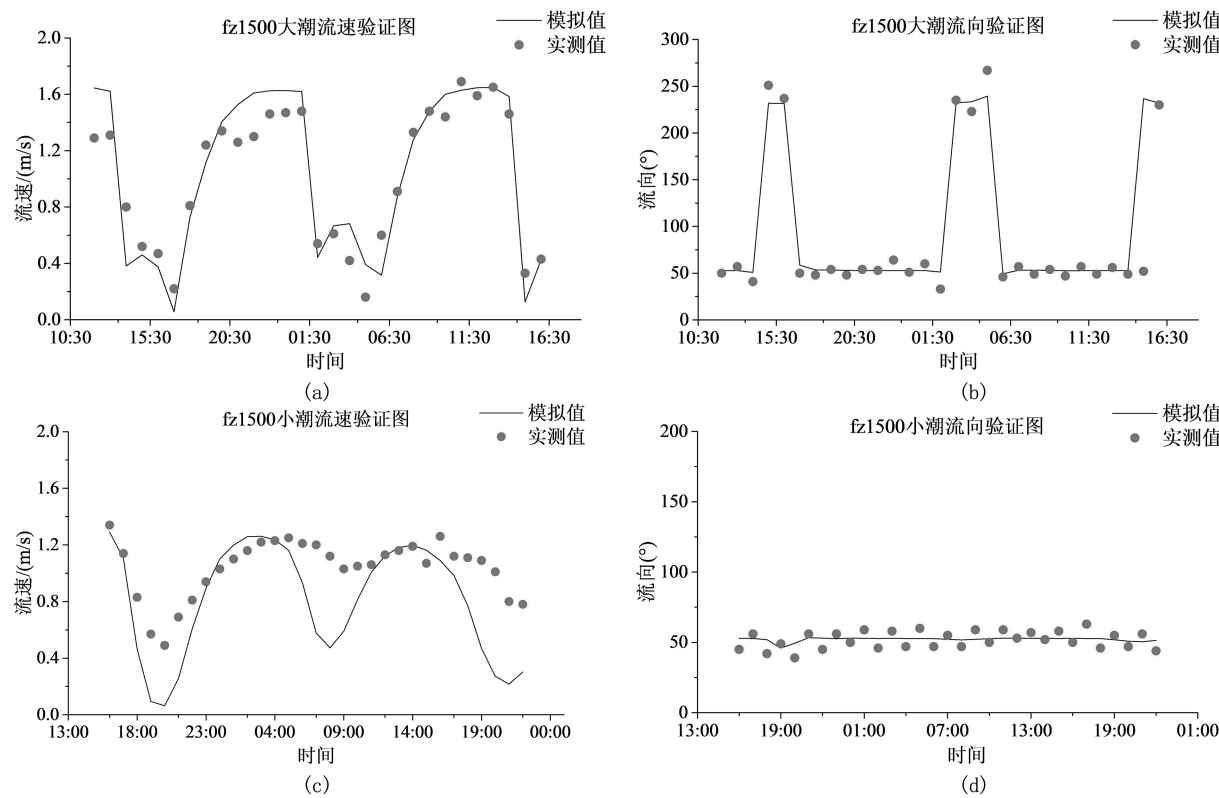 fz1500大潮流速验证图
模拟值
实测值
2.0
1.6
1.2
0.8
0.4
0.0
流速/(m/s)
10:30 15:30 20:30 01:30 06:30 11:30 16:30
时间
(a)
fz1500大潮流向验证图
模拟值
实测值
300
250
200
150
100
50
0
流向(°)
10:30 15:30 20:30 01:30 06:30 11:30 16:30
时间
(b)
fz1500小潮流速验证图
模拟值
实测值
2.0
1.6
1.2
0.8
0.4
0.0
流速/(m/s)
13:00 18:00 23:00 04:00 09:00 14:00 19:00 00:00
时间
(c)
fz1500小潮流向验证图
模拟值
实测值
200
150
100
50
0
流向(°)
13:00 19:00 01:00 07:00 13:00 19:00 01:00
时间
(d)